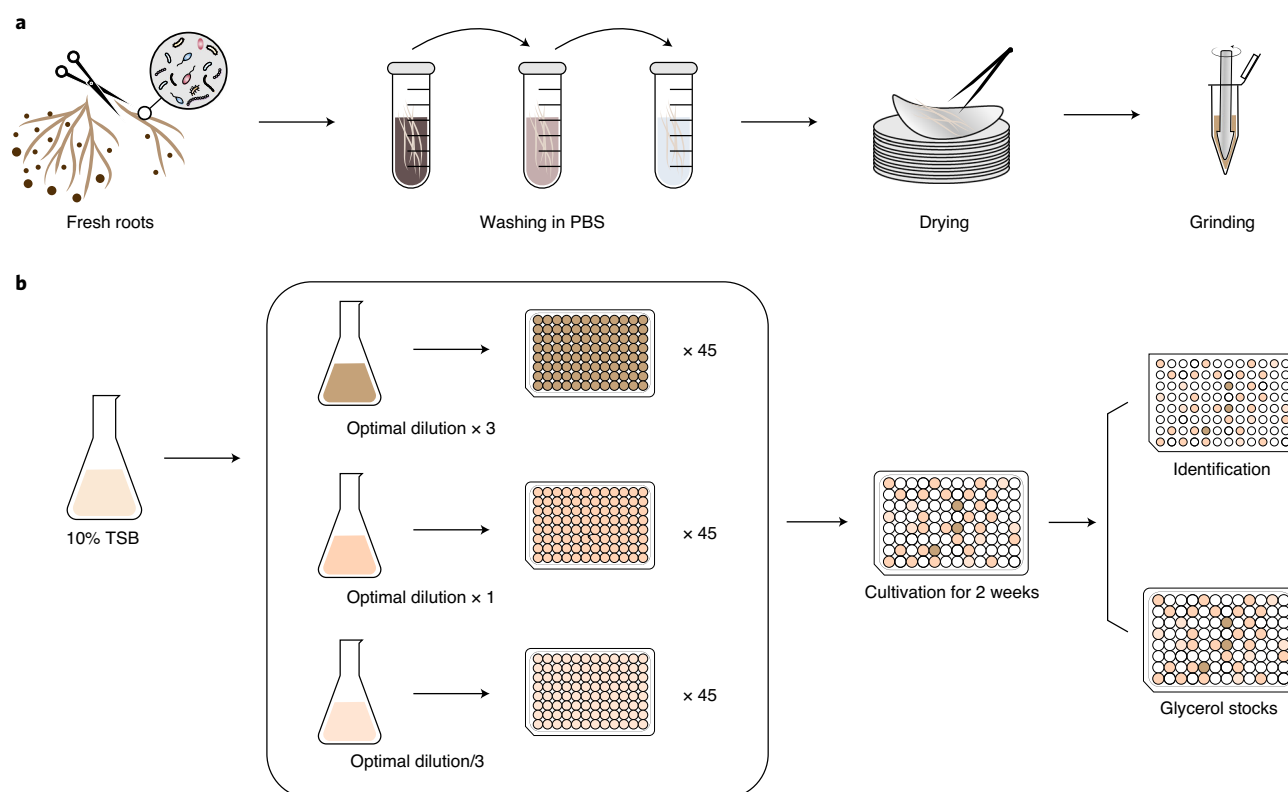 a
Fresh roots
Washing in PBS
Drying
Grinding
b
10% TSB
Optimal dilution × 3
× 45
Optimal dilution × 1
× 45
Optimal dilution/3
× 45
Cultivation for 2 weeks
Identification
Glycerol stocks